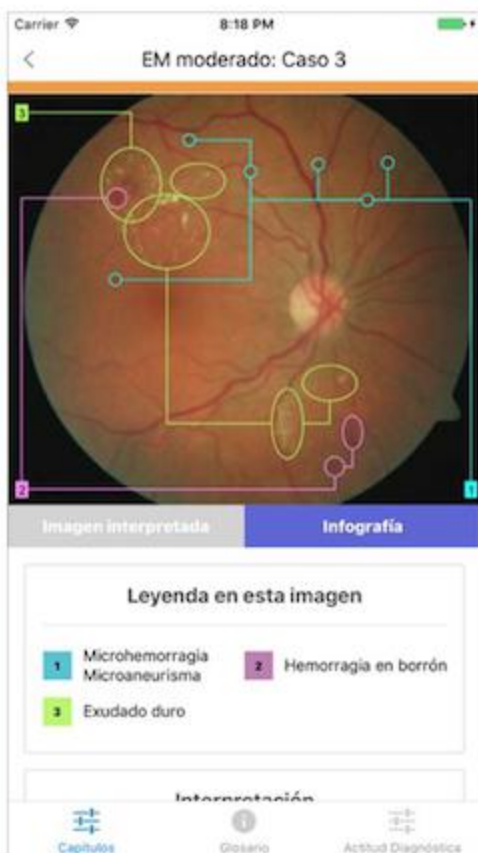 Carrier 8:18 PM
EM moderado: Caso 3
3
2
1
Imagen interpretada Infografía
Leyenda en esta imagen
1 Microhemorragia
Microaneurisma
2 Hemorragia en borrón
3 Exudado duro
Interpretación
Capítulos Glosario Actitud Diagnóstica